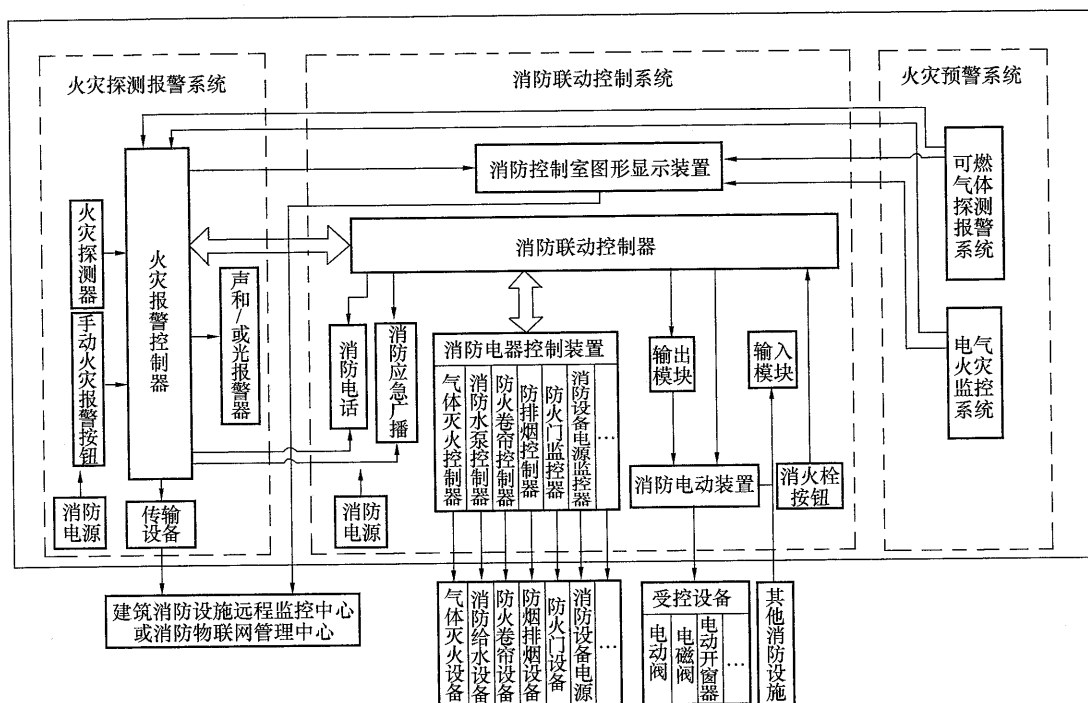 火灾探测报警系统
消防联动控制系统
火灾预警系统
火灾探测器
手动火灾报警按钮
火灾报警控制器
声和/或光报警器
消防
电源
传输
设备
消防控制室图形显示装置
消防联动控制器
消防电话
消防应急广播
消防
电源
消防电器控制装置
气体灭火控制器
消防水泵控制器
防火卷帘控制器
防排烟控制器
防火门监控器
消防设备电源监控器
…
输出
模块
输入
模块
消防电动装置
消火栓
按钮
可燃
气体
探测
报警
系统
电气
火灾
监控
系统
建筑消防设施远程监控中心
或消防物联网管理中心
气体灭火设备
消防给水设备
防火卷帘设备
防烟排烟设备
防火门设备
消防设备电源
…
受控设备
电动阀
电磁阀
电动开窗器
…
其他消防设施